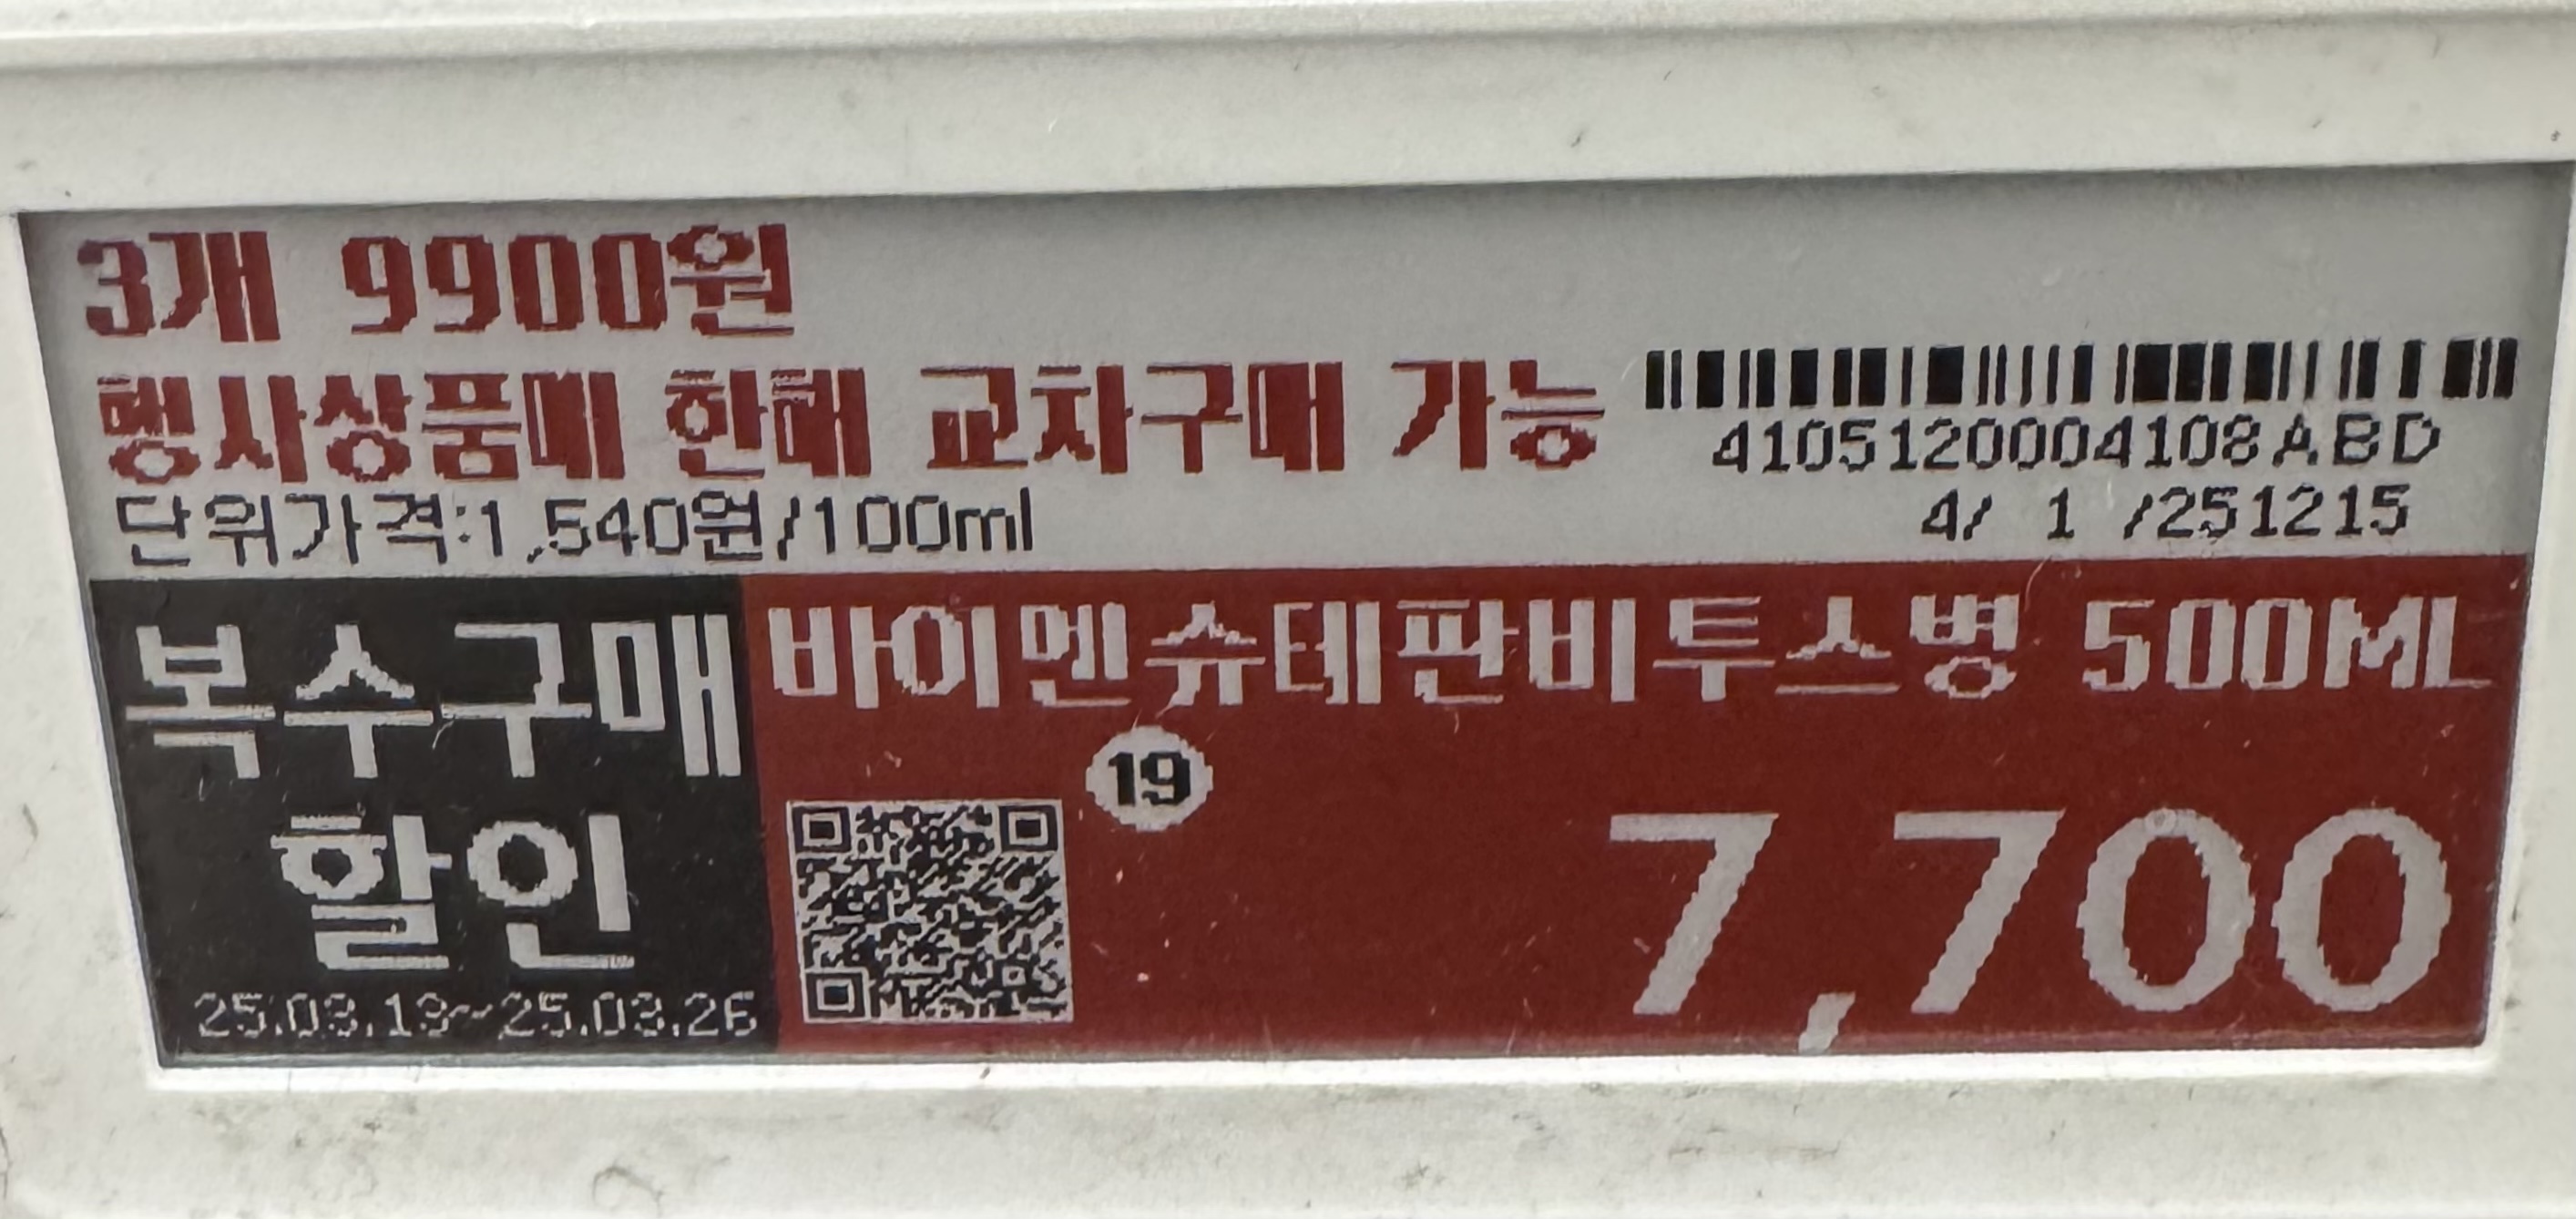 3개 9900원
행사상품에 한해 교차구매 가능
4105120004108ABD
단위가격:1,540원/100ml
4/ 1 /251215
복수구매
할인
25.03.13~25.03.26
바이엔슈테판비투스병 500ML
19
7,700